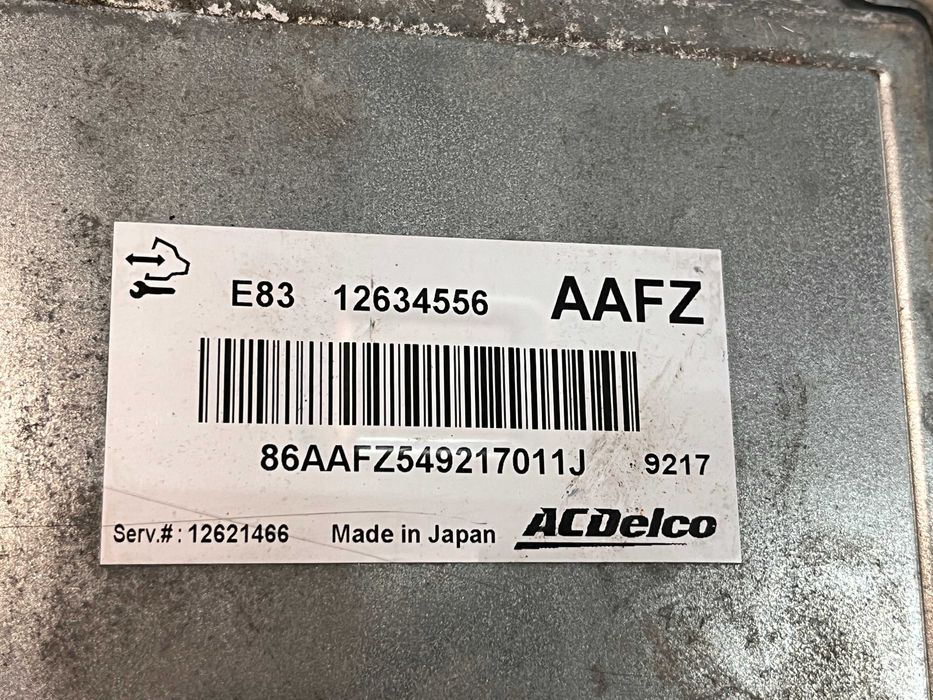 E83 12634556 AAFZ
86AAFZ549217011J 9217
Serv.#: 12621466 Made in Japan ACDelco